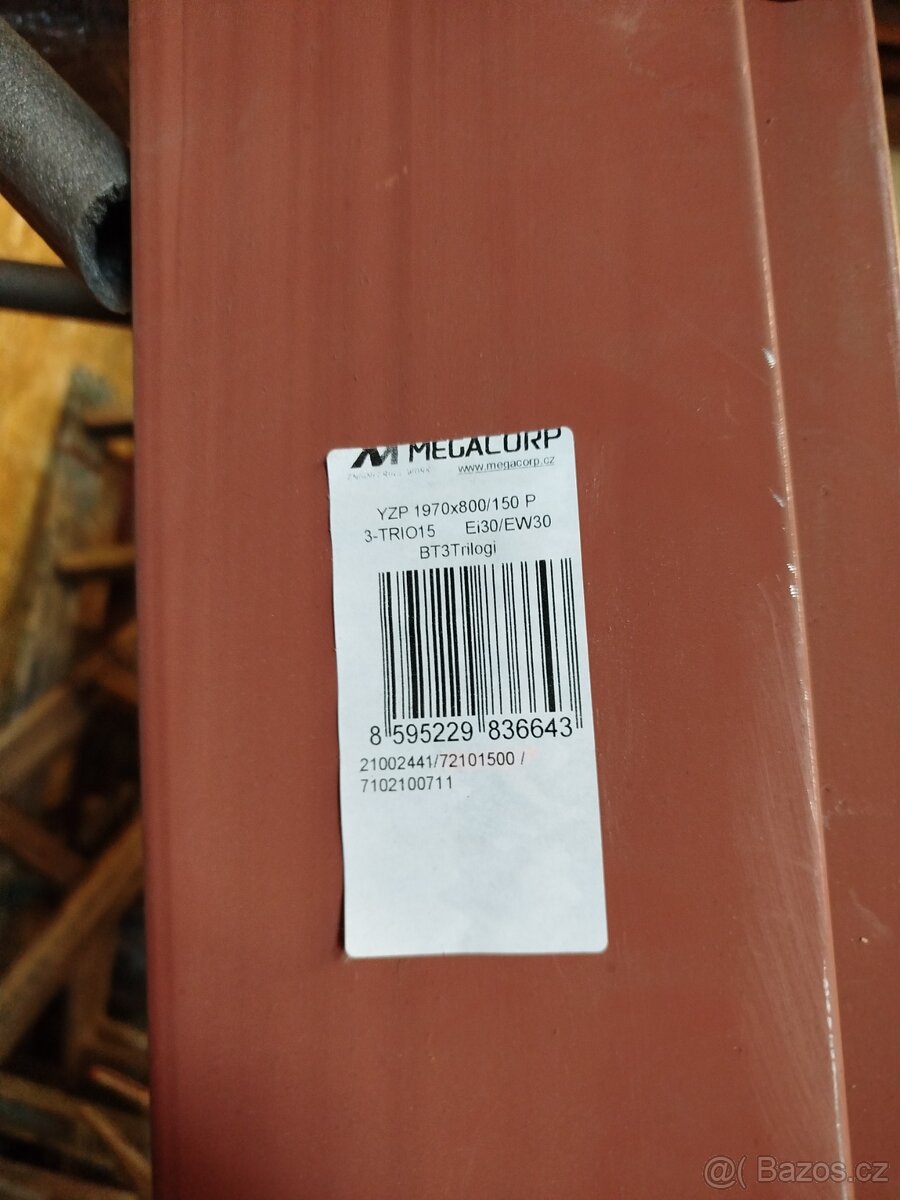 MEGACORP
www.megacorp.cz
YZP 1970x800/150 P
3-TRIO15 Ei30/EW30
BT3Trilogi
8 595229 836643
21002441/72101500 /
7102100711
@( Bazos.cz